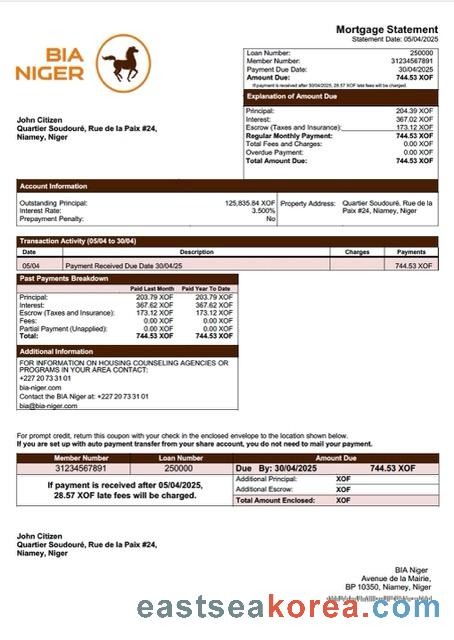 BIA
NIGER
Mortgage Statement
Statement Date: 05/04/2025
Loan Number: 250000
Member Number: 31234567891
Payment Due Date: 30/04/2025
Amount Due: 744.53 XOF
If payment is received after 30/04/2025, 28.57 XOF late fees will be charged.
Explanation of Amount Due
Principal: 204.39 XOF
Interest: 367.02 XOF
Escrow (Taxes and Insurance): 173.12 XOF
Regular Monthly Payment: 744.53 XOF
Total Fees and Charges: 0.00 XOF
Overdue Payment: 0.00 XOF
Total Amount Due: 744.53 XOF
John Citizen
Quartier Soudouré, Rue de la Paix #24,
Niamey, Niger
Account Information
Outstanding Principal: 125,835.84 XOF
Interest Rate: 3.500%
Prepayment Penalty: No
Property Address: Quartier Soudouré, Rue de la
Paix #24, Niamey, Niger
Transaction Activity (05/04 to 30/04)
Date Description Charges Payments
05/04 Payment Received Due Date 30/04/25 744.53 XOF
Past Payments Breakdown
Paid Last Month Paid Year To Date
Principal: 203.79 XOF 203.79 XOF
Interest: 367.62 XOF 367.62 XOF
Escrow (Taxes and Insurance): 173.12 XOF 173.12 XOF
Fees: 0.00 XOF 0.00 XOF
Partial Payment (Unapplied): 0.00 XOF 0.00 XOF
Total: 744.53 XOF 744.53 XOF
Additional Information
FOR INFORMATION ON HOUSING COUNSELING AGENCIES OR
PROGRAMS IN YOUR AREA CONTACT:
+227 20 73 31 01
bia-niger.com
Contact the BIA Niger at: +227 20 73 31 01
bia@bia-niger.com
For prompt credit, return this coupon with your check in the enclosed envelope to the location shown below.
If you are set up with auto payment transfer from your share account, you do not need to mail your payment.
Member Number Loan Number Amount Due
31234567891 250000 Due By: 30/04/2025 744.53 XOF
If payment is received after 05/04/2025,
28.57 XOF late fees will be charged.
Additional Principal: XOF
Additional Escrow: XOF
Total Amount Enclosed: XOF
John Citizen
Quartier Soudouré, Rue de la Paix #24,
Niamey, Niger
BIA Niger
Avenue de la Mairie,
BP 10350, Niamey, Niger
eastseakorea.com